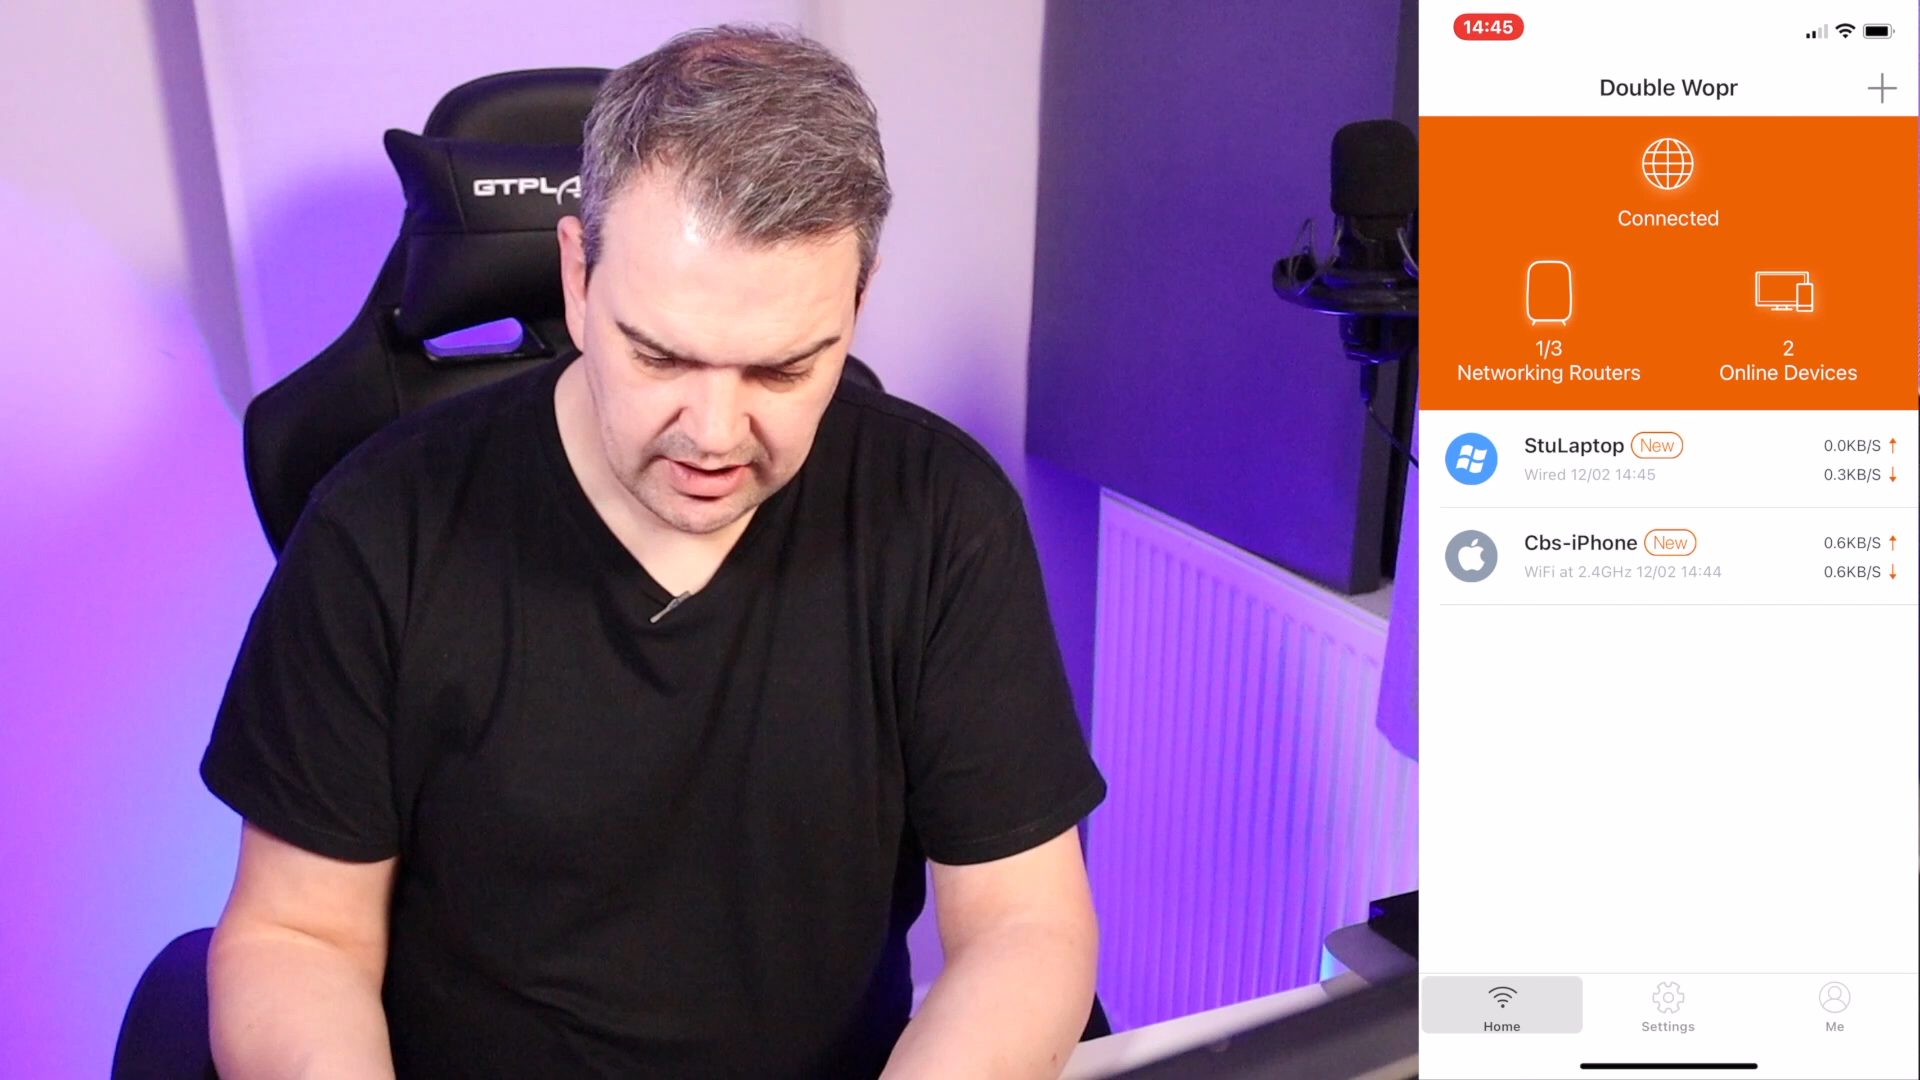 GTPLA
14:45
Double Wopr
Connected
1/3
Networking Routers
2
Online Devices
StuLaptop New
Wired 12/02 14:45
0.0KB/S
0.3KB/S
Cbs-iPhone New
WiFi at 2.4GHz 12/02 14:44
0.6KB/S
0.6KB/S
Home
Settings
Me